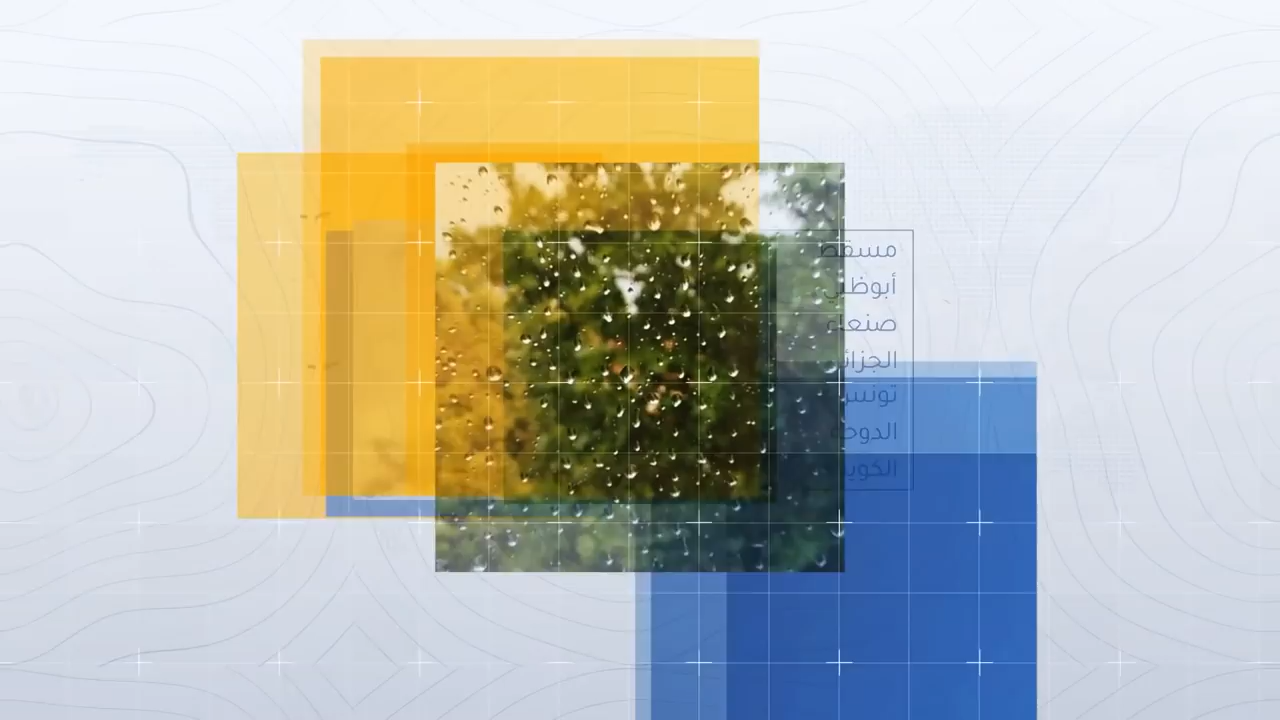 مسقط
أبوظبي
صنعاء
الجزائر
تونس
الدوحة
الكويت